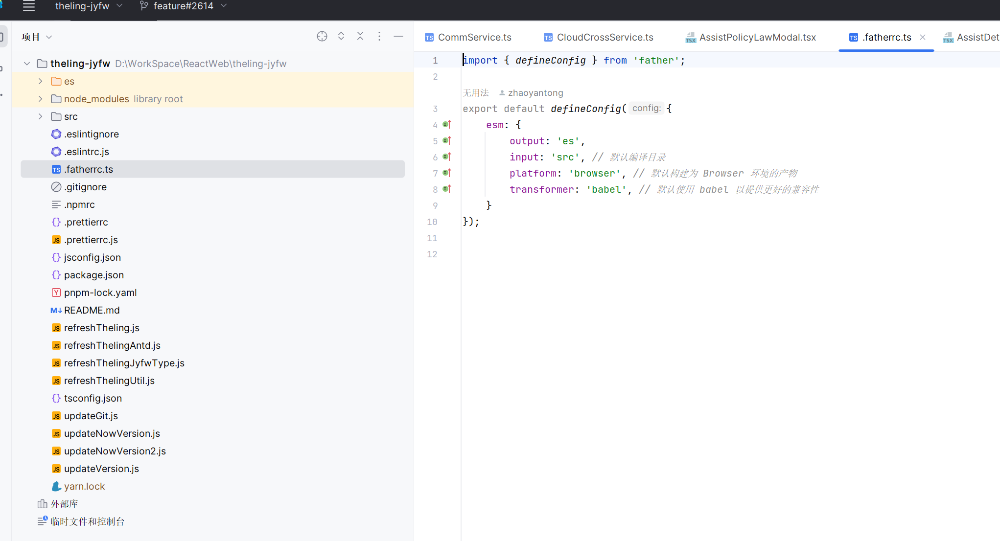 theling-jyfw
feature#2614
项目
theling-jyfw D:\WorkSpace\ReactWeb\theling-jyfw
es
node_modules library root
src
.eslintignore
.eslintrc.js
.fatherrc.ts
.gitignore
.npmrc
.prettierrc
.prettierrc.js
jsconfig.json
package.json
pnpm-lock.yaml
README.md
refreshTheling.js
refreshThelingAntd.js
refreshThelingJyfwType.js
refreshThelingUtil.js
tsconfig.json
updateGit.js
updateNowVersion.js
updateNowVersion2.js
updateVersion.js
yarn.lock
外部库
临时文件和控制台
CommService.ts
CloudCrossService.ts
AssistPolicyLawModal.tsx
.fatherrc.ts
AssistDet
1 import { defineConfig } from 'father';
2
无用法 zhaoyantong
3 export default defineConfig( config: {
4 esm: {
5 output: 'es',
6 input: 'src', // 默认编译目录
7 platform: 'browser', // 默认构建为 Browser 环境的产物
8 transformer: 'babel', // 默认使用 babel 以提供更好的兼容性
9 }
10 });
11
12